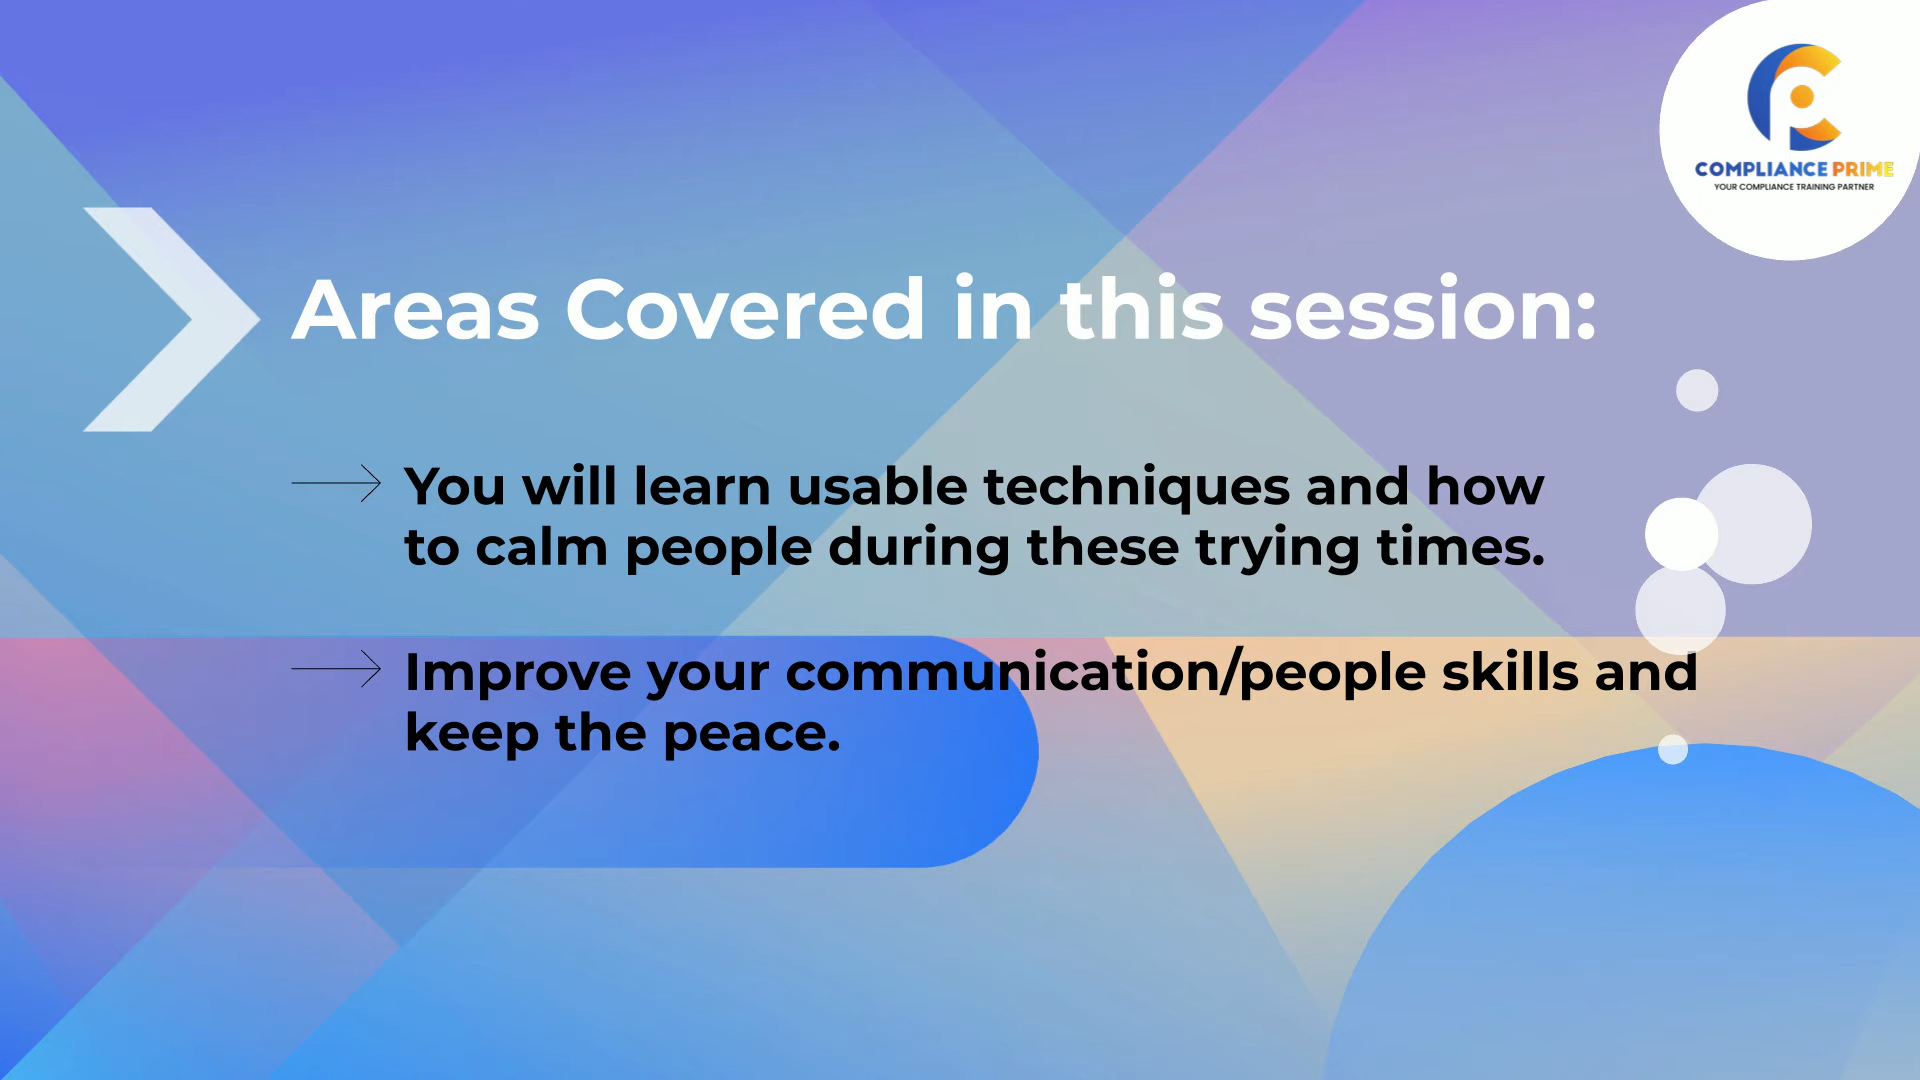 COMPLIANCE PRIME
YOUR COMPLIANCE TRAINING PARTNER
Areas Covered in this session:
You will learn usable techniques and how
to calm people during these trying times.
Improve your communication/people skills and
keep the peace.